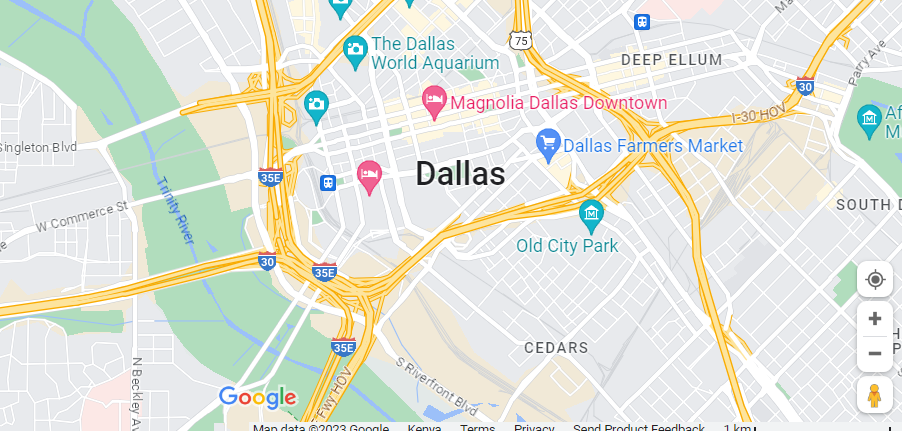 75
The Dallas
World Aquarium
DEEP ELLUM
Parry Ave
30
Magnolia Dallas Downtown
I-30 HOV
Singleton Blvd
Dallas Farmers Market
35E
Dallas
Trinity River
W Commerce St
SOUTH D
Old City Park
30
35E
CEDARS
35E
N Beckley Ave
S Riverfront Blvd
Fwy HOV
Google
Map data ©2023 Google Kenya Terms Privacy Send Product Feedback 1 km